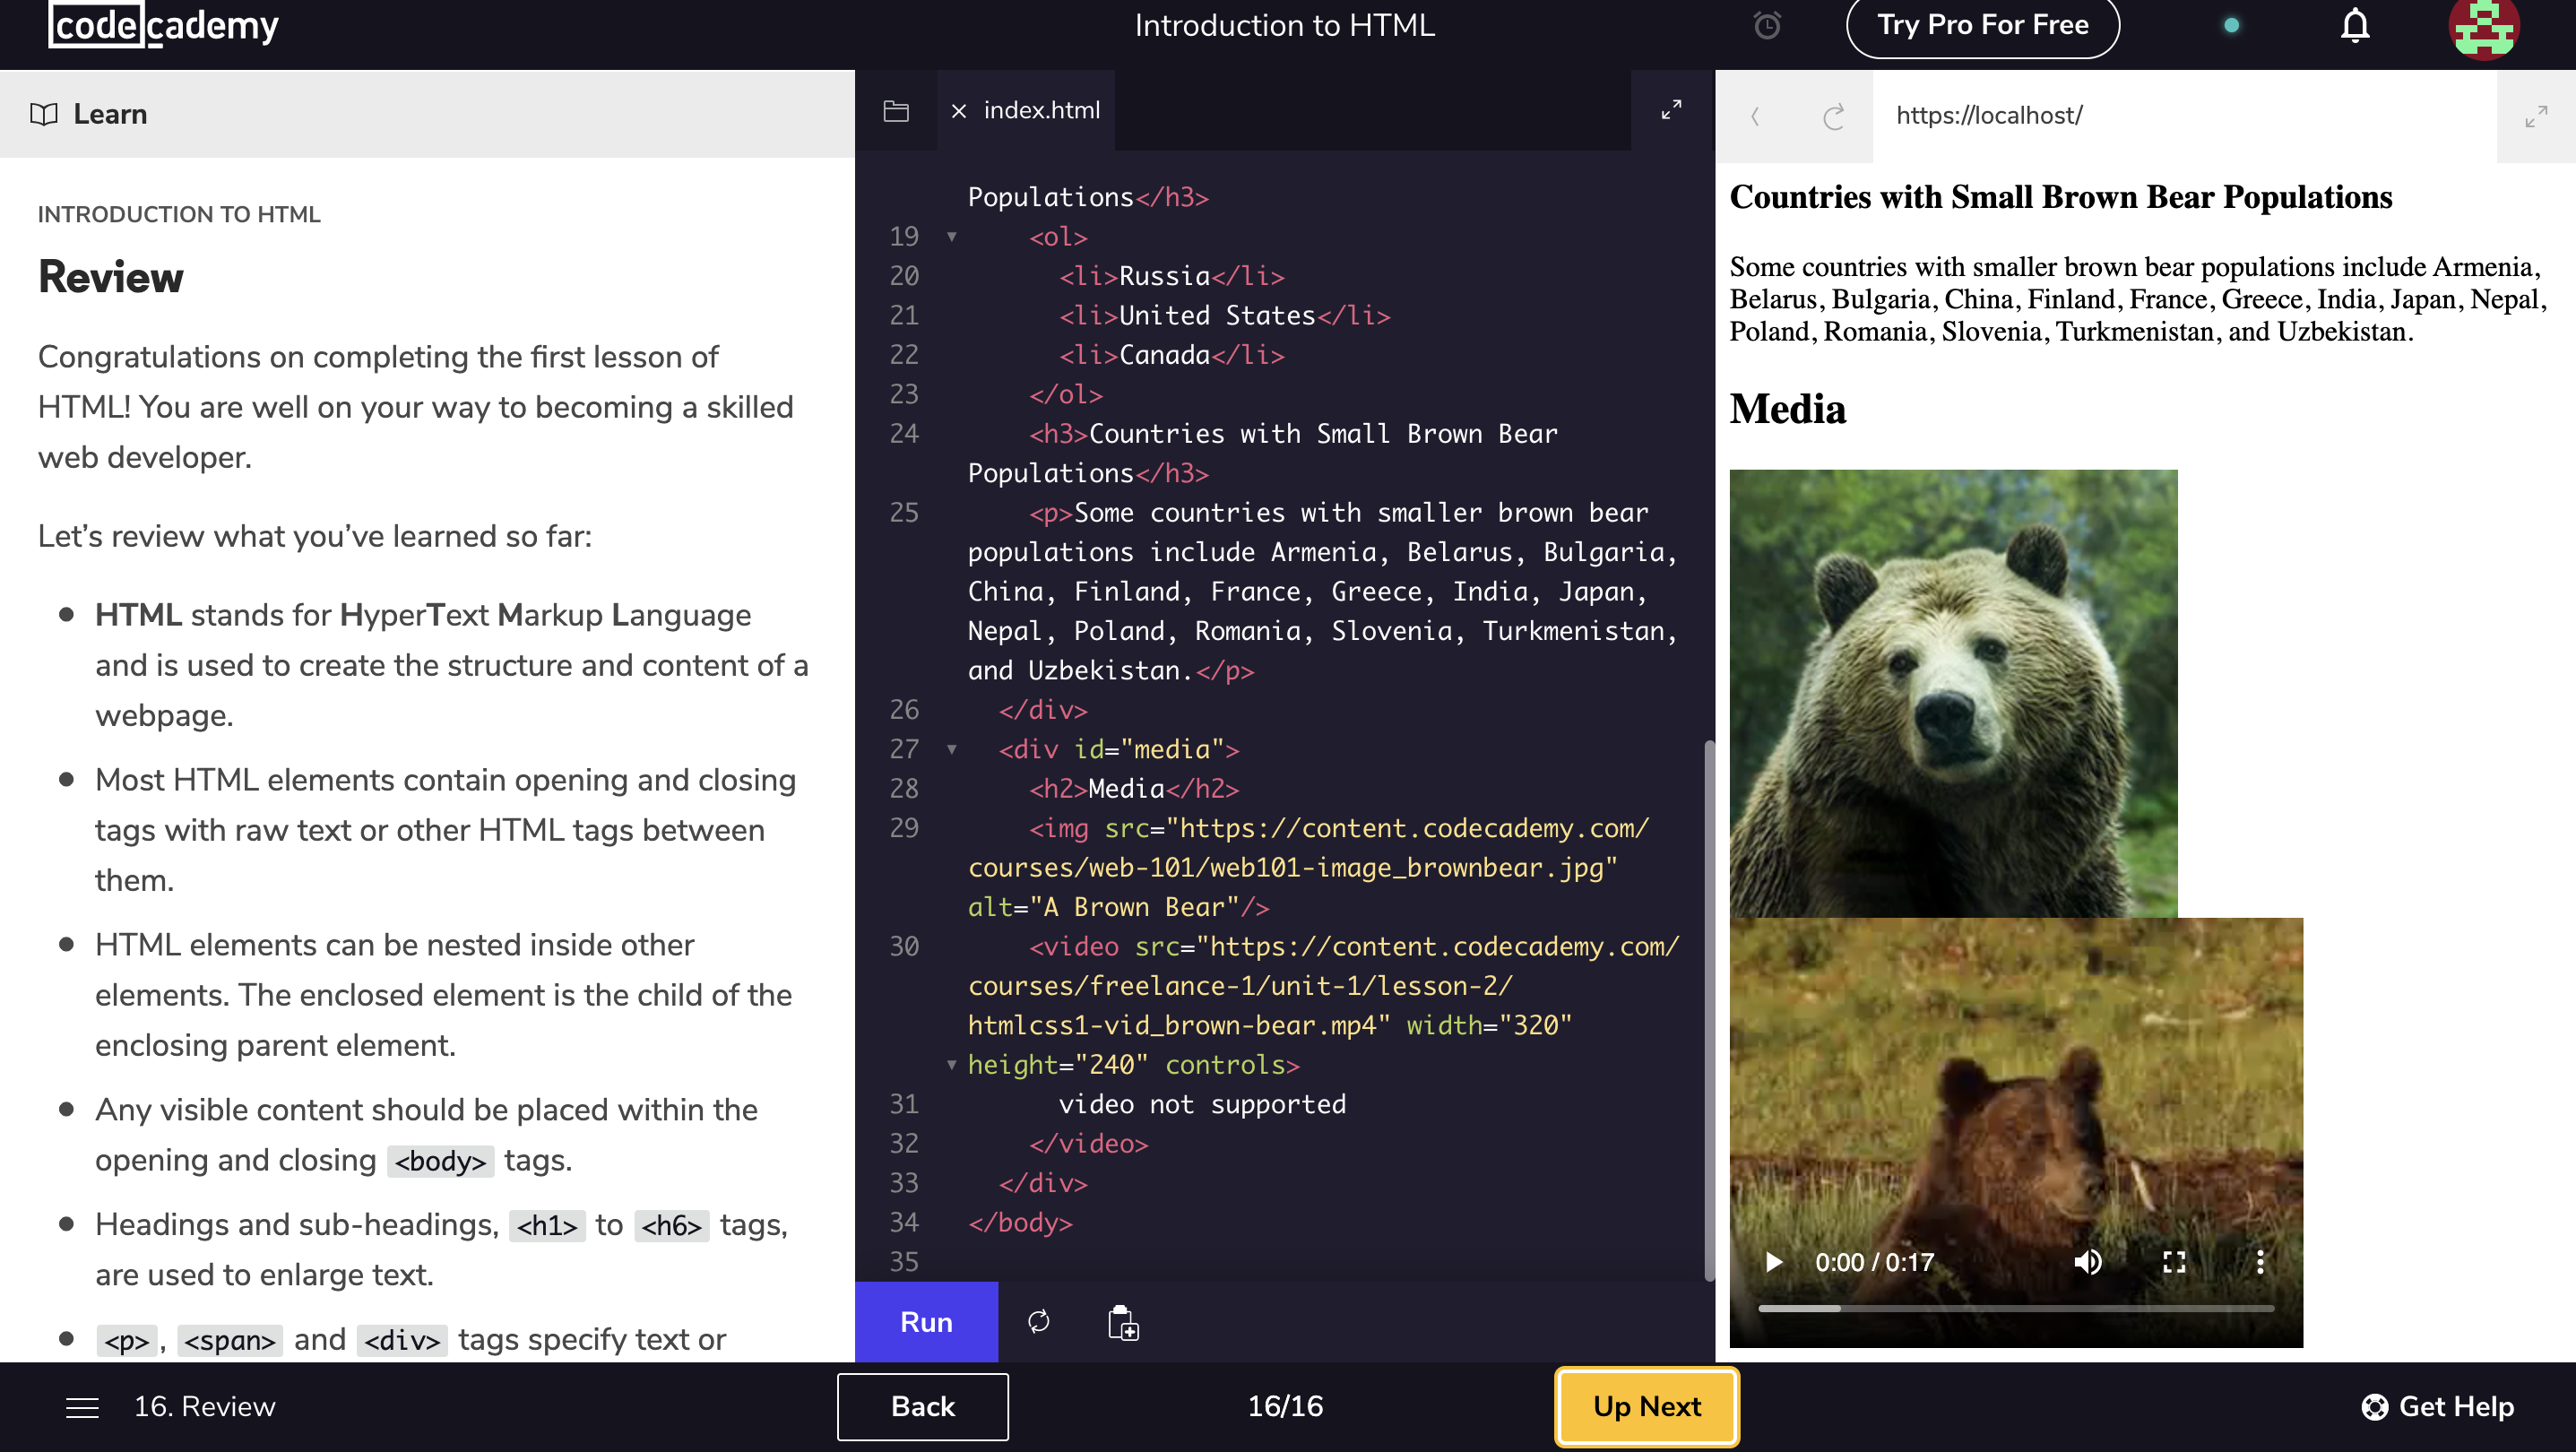 codecademy
Introduction to HTML
Try Pro For Free
Learn
INTRODUCTION TO HTML
Review
Congratulations on completing the first lesson of
HTML! You are well on your way to becoming a skilled
web developer.
Let’s review what you’ve learned so far:
HTML stands for HyperText Markup Language
and is used to create the structure and content of a
webpage.
Most HTML elements contain opening and closing
tags with raw text or other HTML tags between
them.
HTML elements can be nested inside other
elements. The enclosed element is the child of the
enclosing parent element.
Any visible content should be placed within the
opening and closing <body> tags.
Headings and sub-headings, <h1> to <h6> tags,
are used to enlarge text.
<p>, <span> and <div> tags specify text or
index.html
Populations</h3>
19 <ol>
20 <li>Russia</li>
21 <li>United States</li>
22 <li>Canada</li>
23 </ol>
24 <h3>Countries with Small Brown Bear
Populations</h3>
25 <p>Some countries with smaller brown bear
populations include Armenia, Belarus, Bulgaria,
China, Finland, France, Greece, India, Japan,
Nepal, Poland, Romania, Slovenia, Turkmenistan,
and Uzbekistan.</p>
26 </div>
27 <div id="media">
28 <h2>Media</h2>
29 <img src="https://content.codecademy.com/
courses/web-101/web101-image_brownbear.jpg"
alt="A Brown Bear"/>
30 <video src="https://content.codecademy.com/
courses/freelance-1/unit-1/lesson-2/
htmlcss1-vid_brown-bear.mp4" width="320"
height="240" controls>
31 video not supported
32 </video>
33 </div>
34 </body>
35
Run
https://localhost/
Countries with Small Brown Bear Populations
Some countries with smaller brown bear populations include Armenia,
Belarus, Bulgaria, China, Finland, France, Greece, India, Japan, Nepal,
Poland, Romania, Slovenia, Turkmenistan, and Uzbekistan.
Media
0:00 / 0:17
16. Review
Back
16/16
Up Next
Get Help